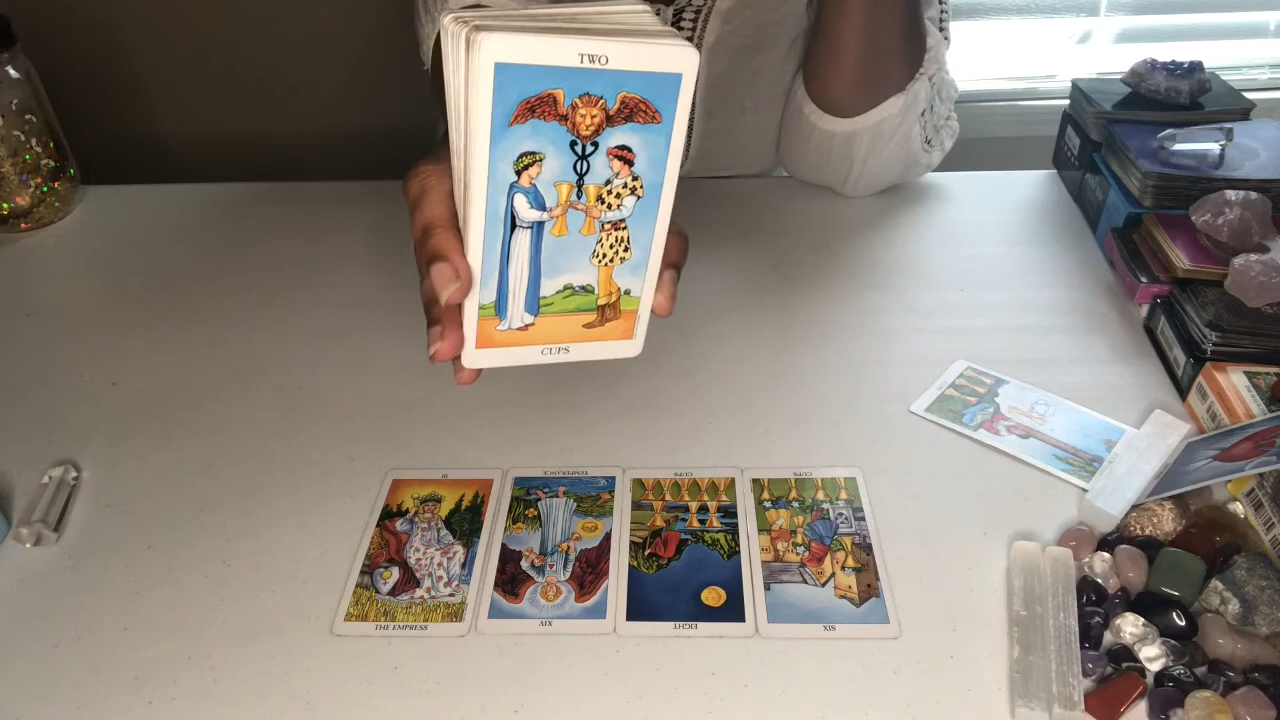 TWO
CUPS
III
THE EMPRESS
TEMPERANCE
XIV
CUPS
EIGHT
CUPS
SIX